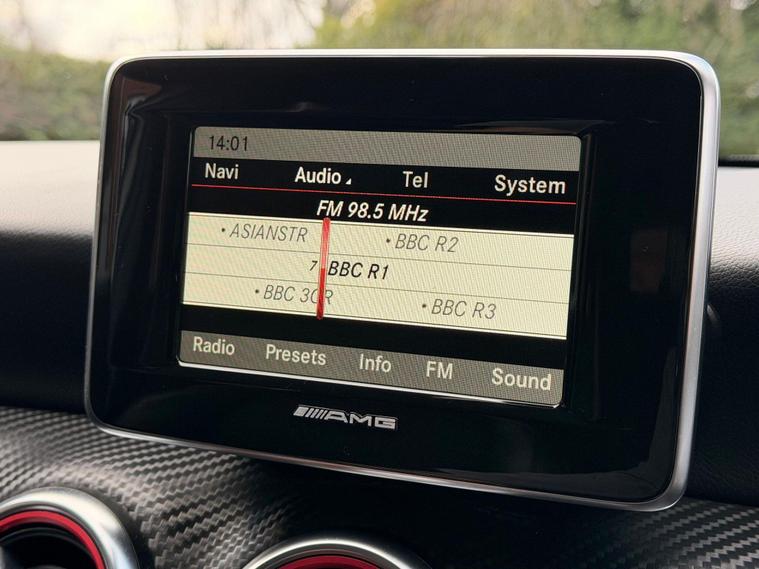 14:01
Navi Audio Tel System
FM 98.5 MHz
• ASIANSTR • BBC R2
7 BBC R1
• BBC 3CR • BBC R3
Radio Presets Info FM Sound
AMG